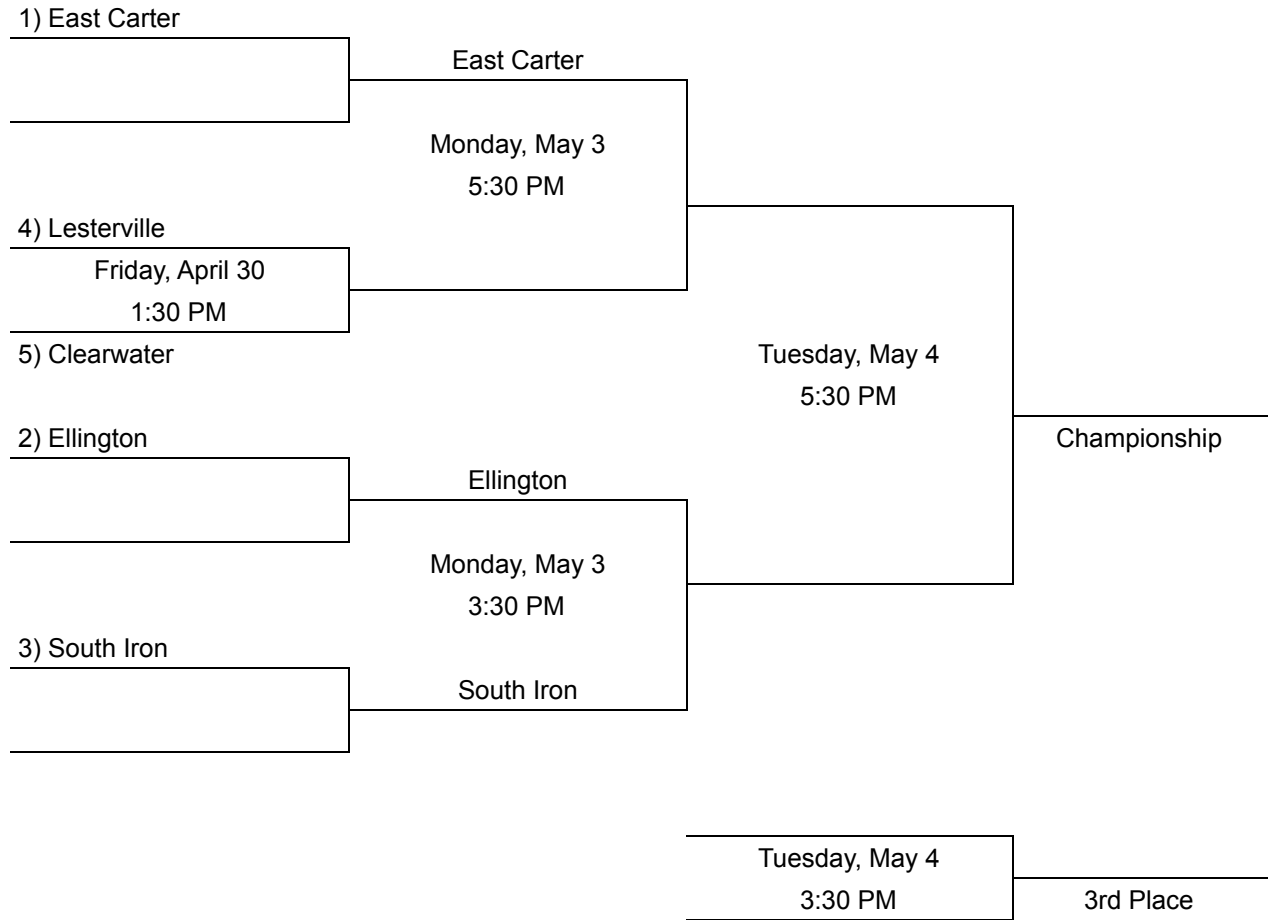 1) East Carter
East Carter
Monday, May 3
5:30 PM
4) Lesterville
Friday, April 30
1:30 PM
5) Clearwater
Tuesday, May 4
5:30 PM
2) Ellington
Championship
Ellington
Monday, May 3
3:30 PM
3) South Iron
South Iron
Tuesday, May 4
3:30 PM
3rd Place